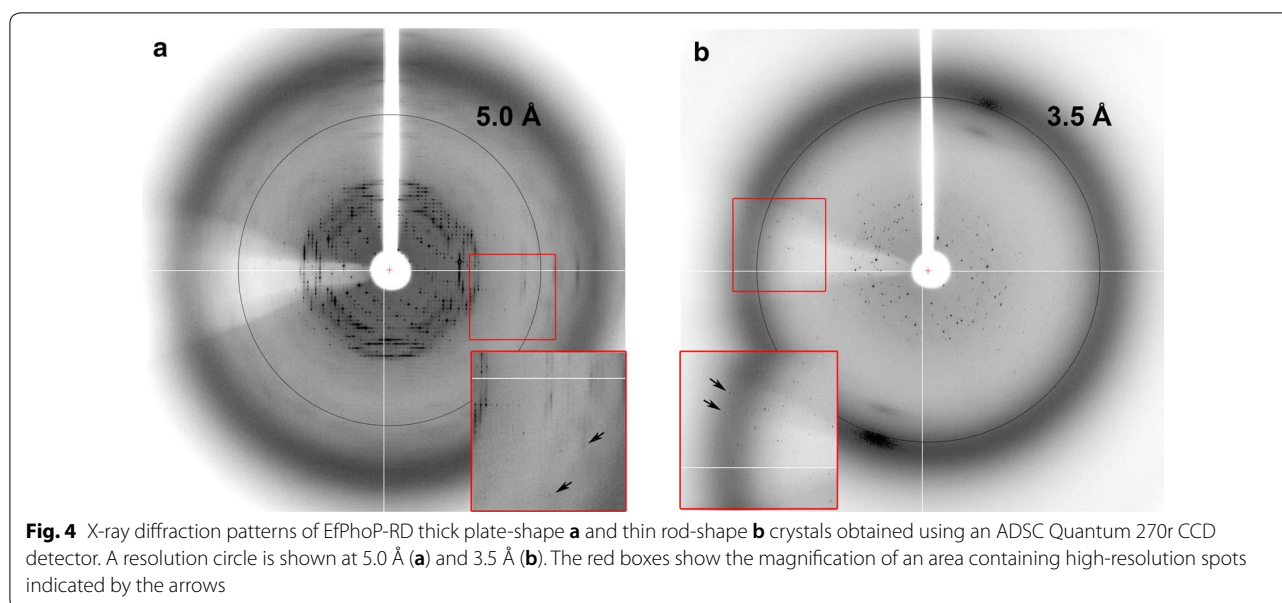 a
b
5.0 Å
3.5 Å
Fig. 4 X-ray diffraction patterns of EfPhoP-RD thick plate-shape a and thin rod-shape b crystals obtained using an ADSC Quantum 270r CCD
detector. A resolution circle is shown at 5.0 Å (a) and 3.5 Å (b). The red boxes show the magnification of an area containing high-resolution spots
indicated by the arrows